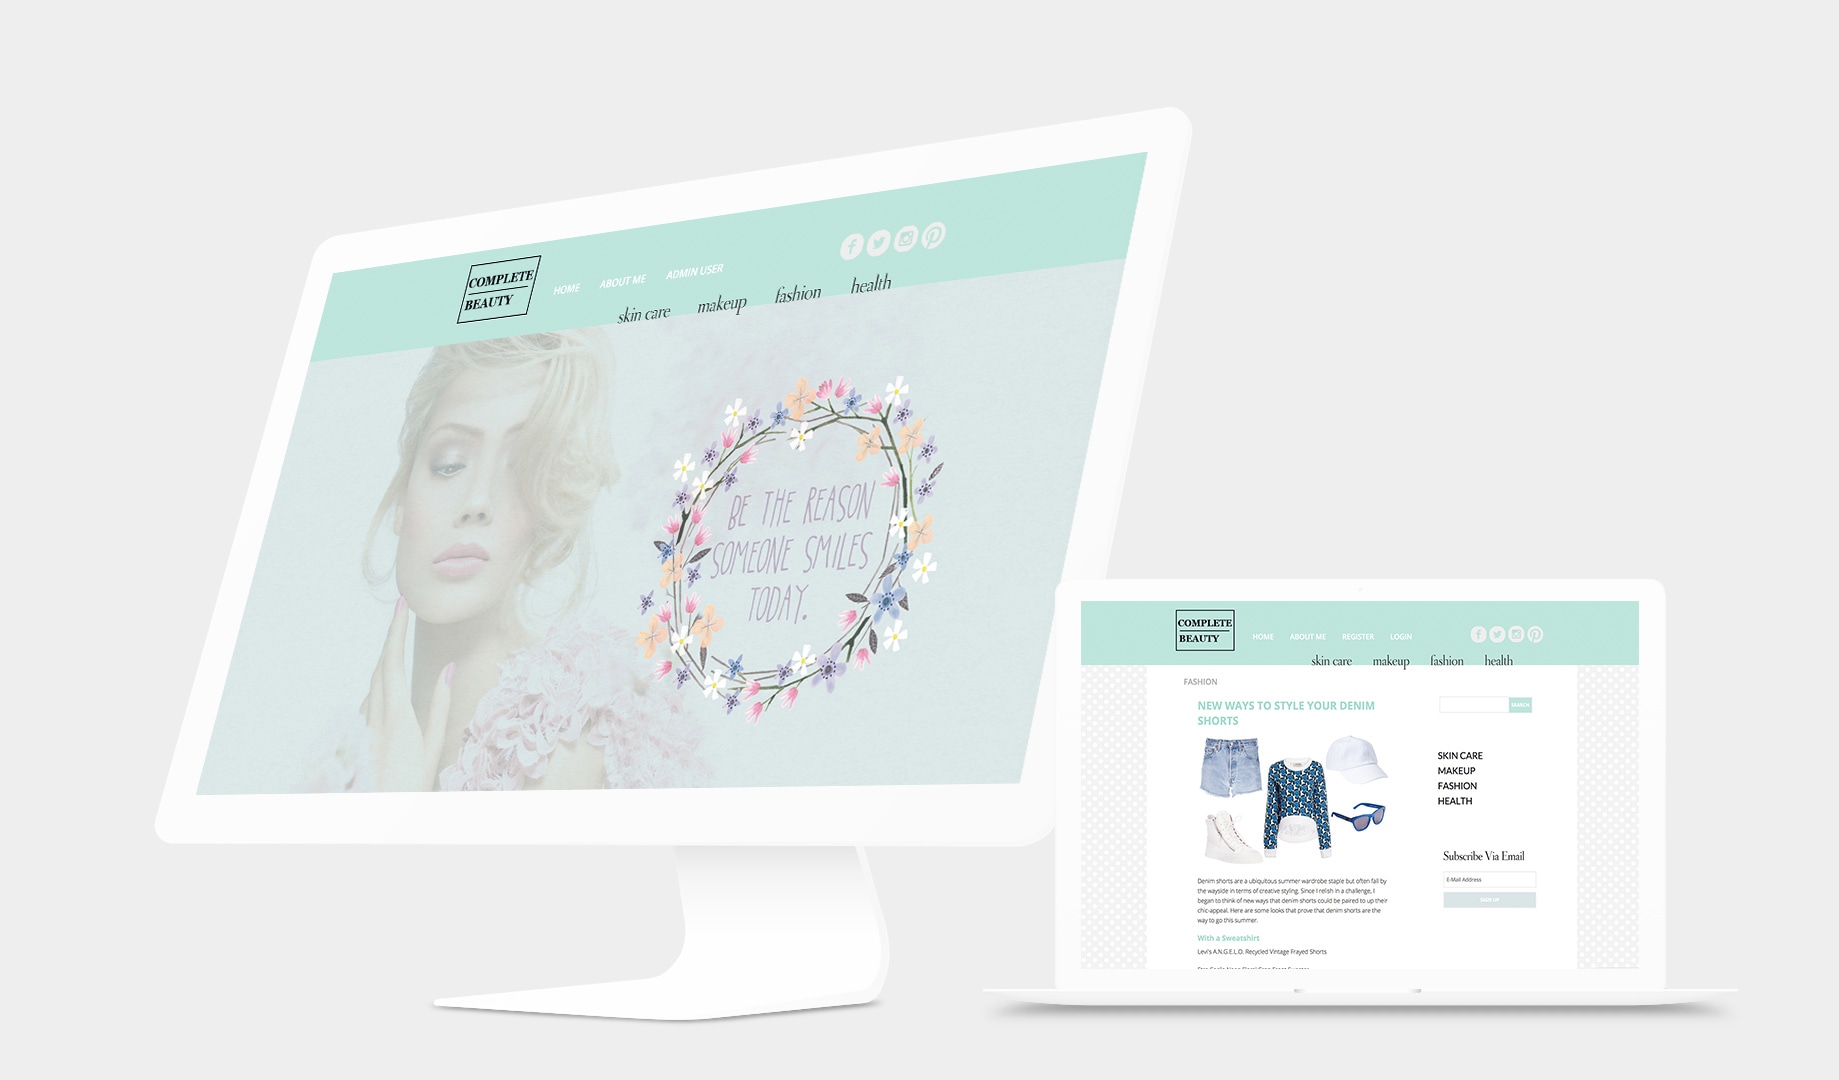 COMPLETE
BEAUTY
HOME ABOUT ME ADMIN USER
skin care makeup fashion health
BE THE REASON
SOMEONE SMILES
TODAY.
COMPLETE
BEAUTY
HOME ABOUT ME REGISTER LOGIN
skin care makeup fashion health
FASHION
NEW WAYS TO STYLE YOUR DENIM
SHORTS
SEARCH
SKIN CARE
MAKEUP
FASHION
HEALTH
Subscribe Via Email
E-Mail Address
SIGN UP
Denim shorts are a ubiquitous summer wardrobe staple but often fall by
the wayside in terms of creative styling. Since I relish in a challenge, I
began to think of new ways that denim shorts could be paired to up their
chic-appeal. Here are some looks that prove that denim shorts are the
way to go this summer.
With a Sweatshirt
Levi's A.N.G.E.L.O. Recycled Vintage Frayed Shorts